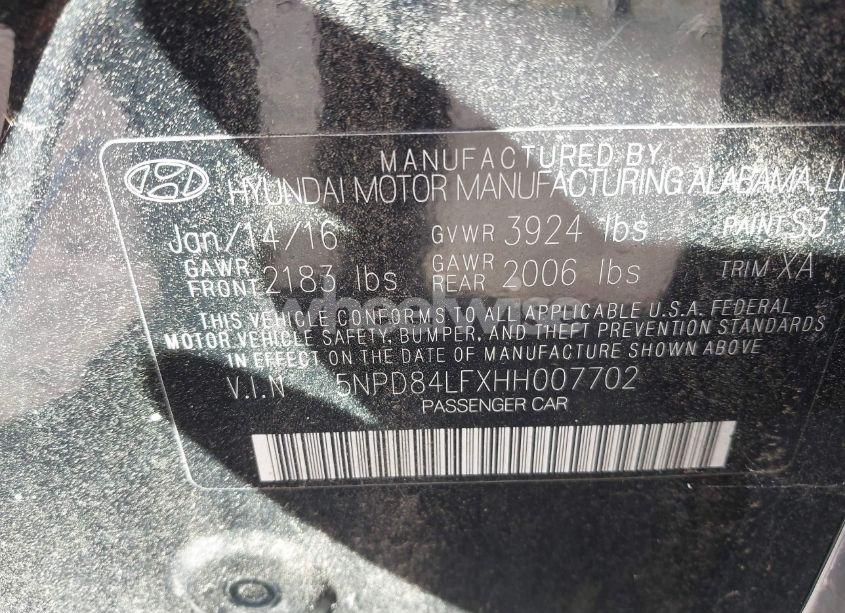 MANUFACTURED BY
HYUNDAI MOTOR MANUFACTURING ALABAMA, LL
Jan/14/16 GVWR 3924 lbs PAINT S3
GAWR FRONT 2183 lbs GAWR REAR 2006 lbs TRIM XA
wheelwise
THIS VEHICLE CONFORMS TO ALL APPLICABLE U.S.A. FEDERAL
MOTOR VEHICLE SAFETY, BUMPER, AND THEFT PREVENTION STANDARDS
IN EFFECT ON THE DATE OF MANUFACTURE SHOWN ABOVE
V.I.N 5NPD84LFXHH007702
PASSENGER CAR